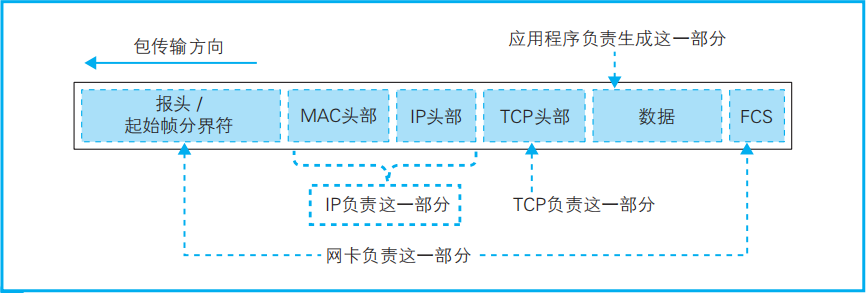 包传输方向
应用程序负责生成这一部分
报头 /
起始帧分界符
MAC头部
IP头部
TCP头部
数据
FCS
IP负责这一部分
TCP负责这一部分
网卡负责这一部分